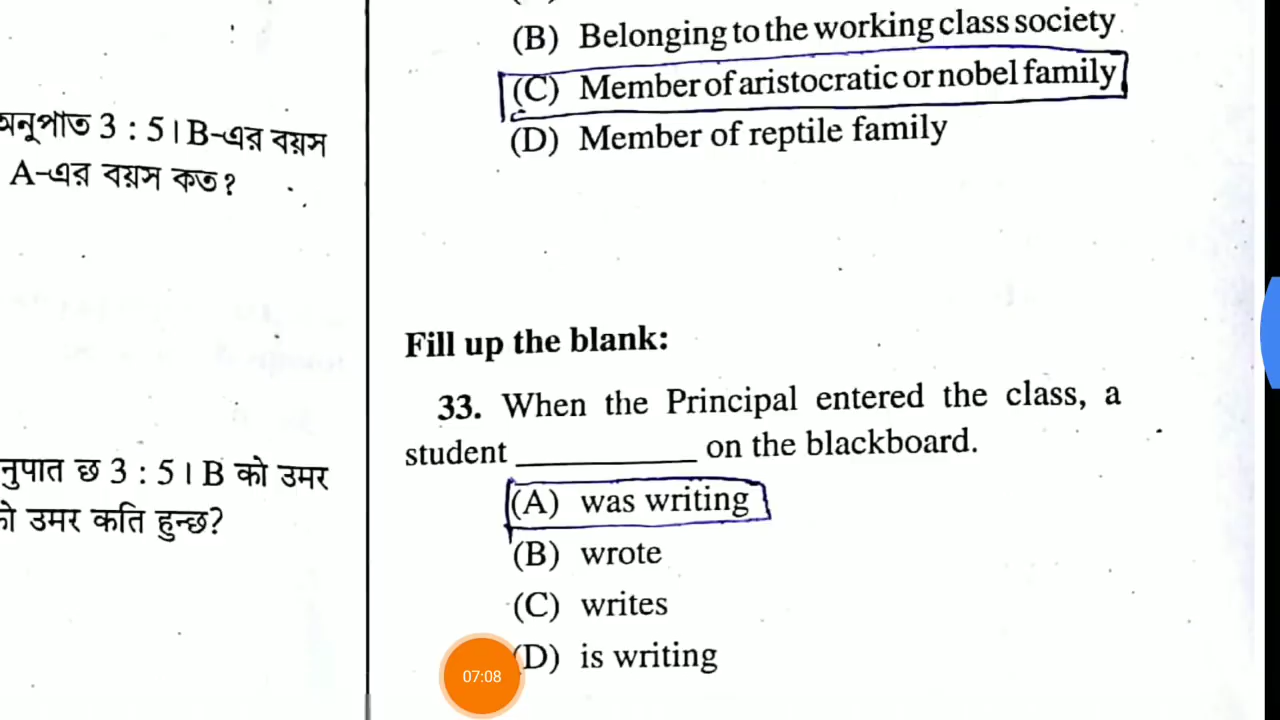 অনুপাত 3 : 5। B-এর বয়স
A-এর বয়স কত?
नुपात छ 3 : 5। B को उमर
उमर कति हुन्छ?
(B) Belonging to the working class society
(C) Member of aristocratic or nobel family
(D) Member of reptile family
Fill up the blank:
33. When the Principal entered the class, a
student __________ on the blackboard.
(A) was writing
(B) wrote
(C) writes
(D) is writing
07:08